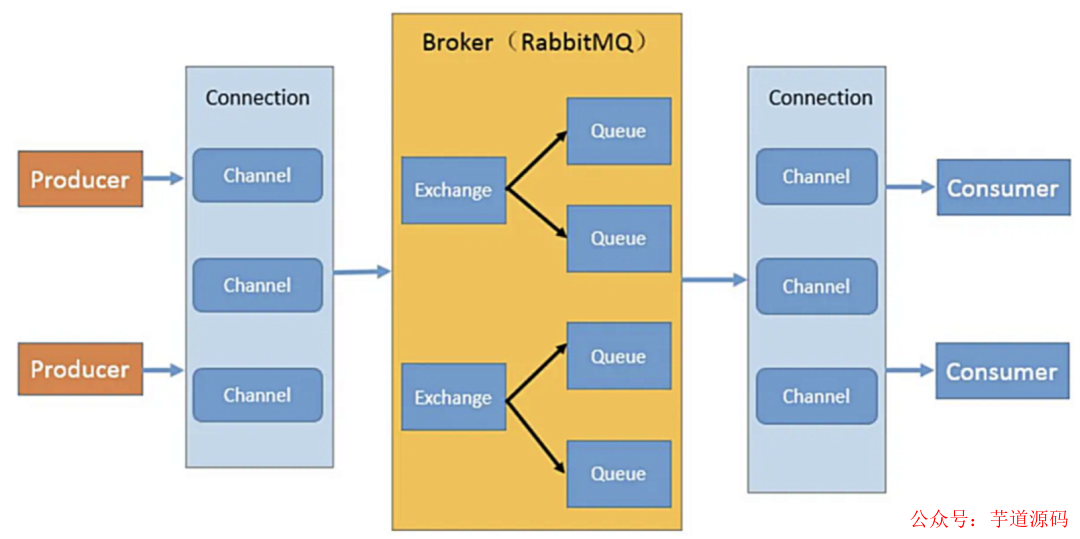 Broker（RabbitMQ）
Connection
Connection
Producer
Producer
Channel
Channel
Channel
Exchange
Queue
Queue
Exchange
Queue
Queue
Channel
Channel
Channel
Consumer
Consumer
公众号：芋道源码